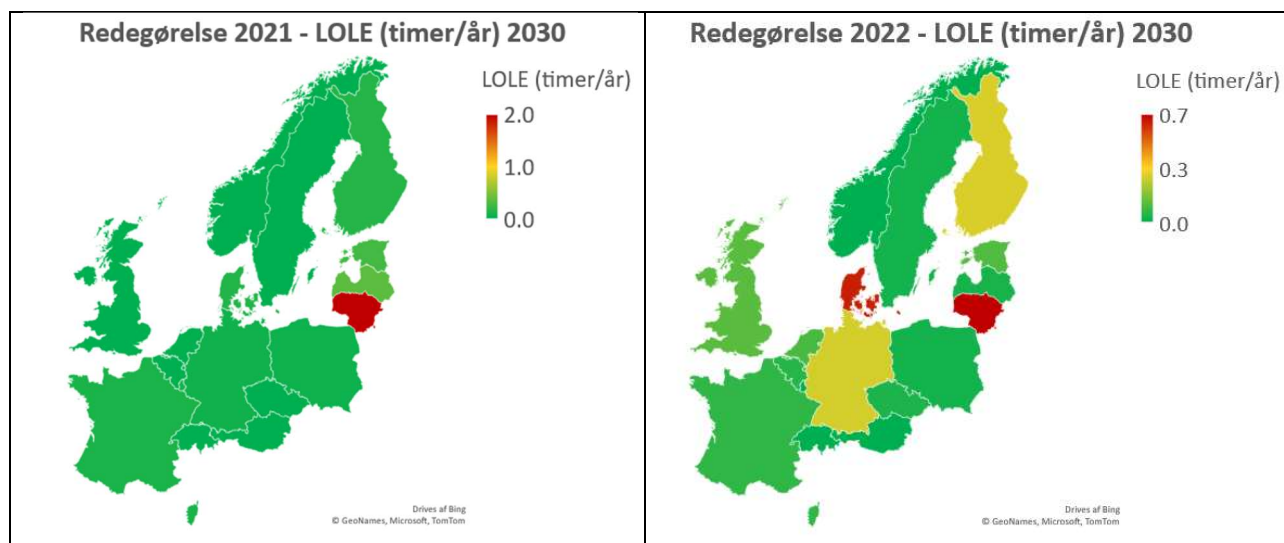 Redegørelse 2021 - LOLE (timer/år) 2030
LOLE (timer/år)
2.0
1.0
0.0
Drives af Bing
© GeoNames, Microsoft, TomTom
Redegørelse 2022 - LOLE (timer/år) 2030
LOLE (timer/år)
0.7
0.3
0.0
Drives af Bing
© GeoNames, Microsoft, TomTom